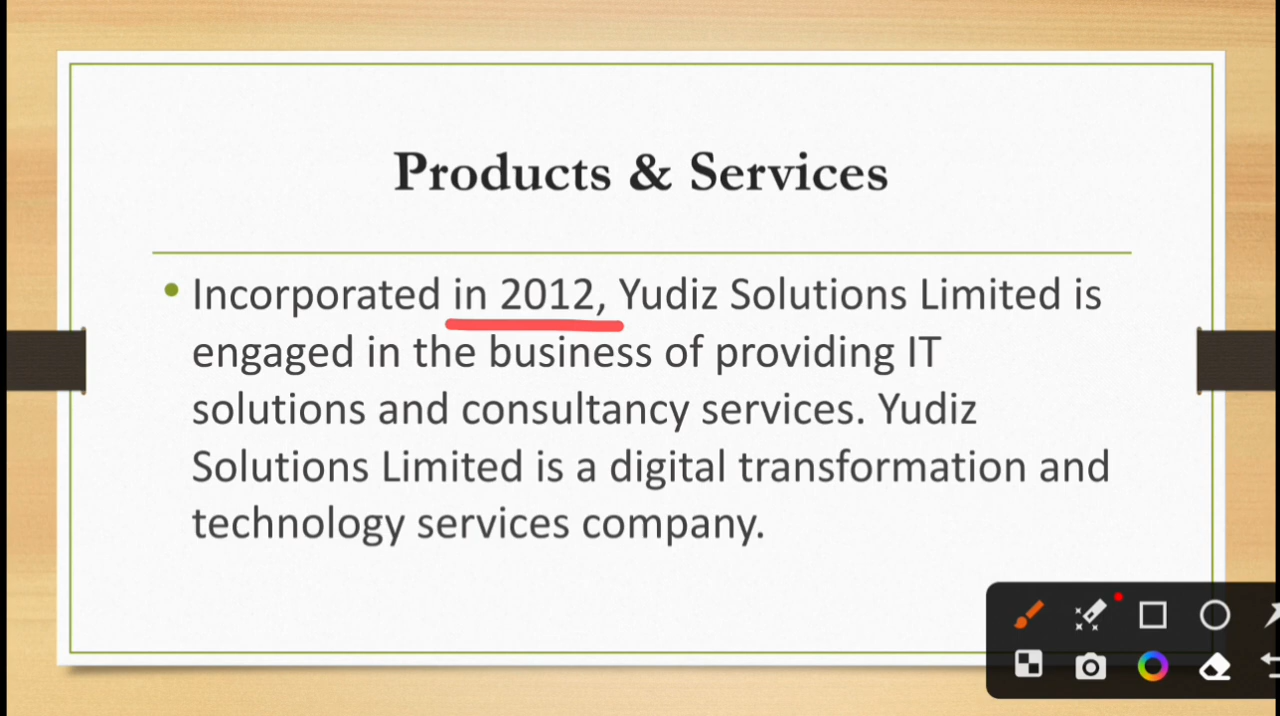 Products & Services
• Incorporated in 2012, Yudiz Solutions Limited is
engaged in the business of providing IT
solutions and consultancy services. Yudiz
Solutions Limited is a digital transformation and
technology services company.